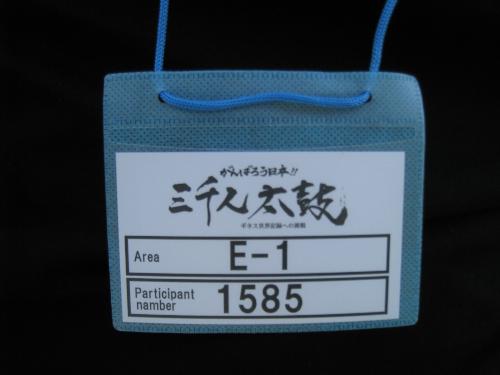 がんばろう日本!!
三千人太鼓
ギネス世界記録への挑戦
Area E-1
Participant
namber 1585